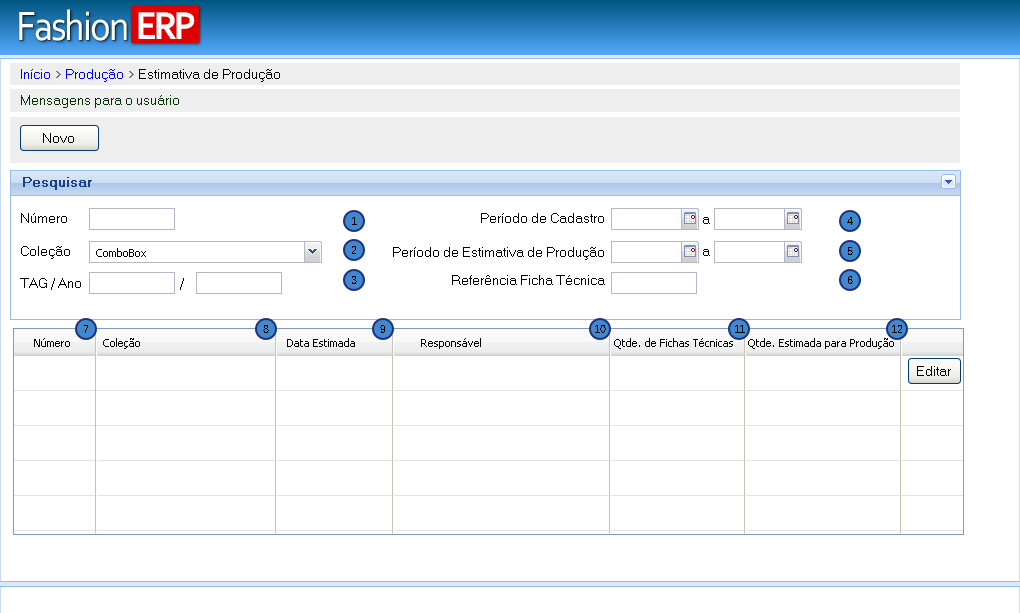 Fashion ERP
Início > Produção > Estimativa de Produção
Mensagens para o usuário
Novo
Pesquisar
Número 1 Período de Cadastro a 4
Coleção ComboBox 2 Período de Estimativa de Produção a 5
TAG / Ano / 3 Referência Ficha Técnica 6
7 8 9 10 11 12
Número Coleção Data Estimada Responsável Qtde. de Fichas Técnicas Qtde. Estimada para Produção
Editar